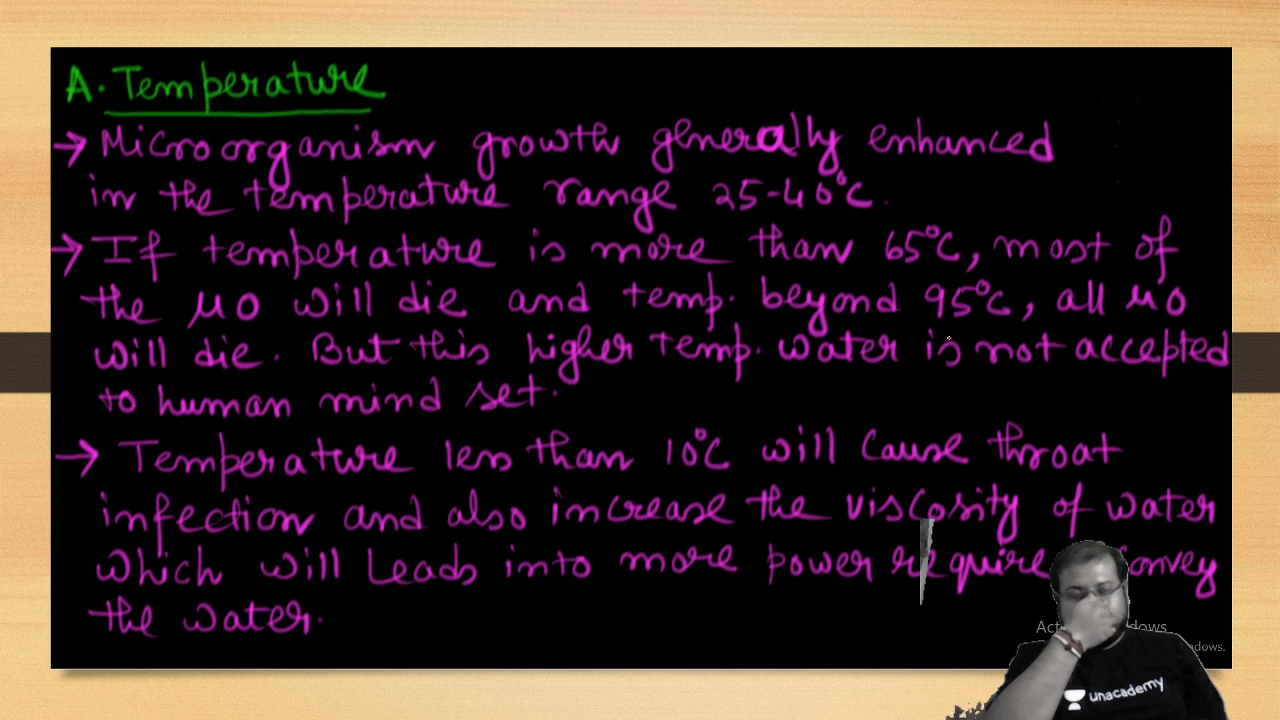 A. Temperature
→ Microorganism growth generally enhanced
in the temperature range 25-40°C.
→ If temperature is more than 65°C, most of
the MO will die and temp. beyond 95°C, all MO
will die. But this higher temp. water is not accepted
to human mind set.
→ Temperature less than 10°C will cause throat
infection and also increase the viscosity of water
which will Leads into more power require convey
the water.
unacademy